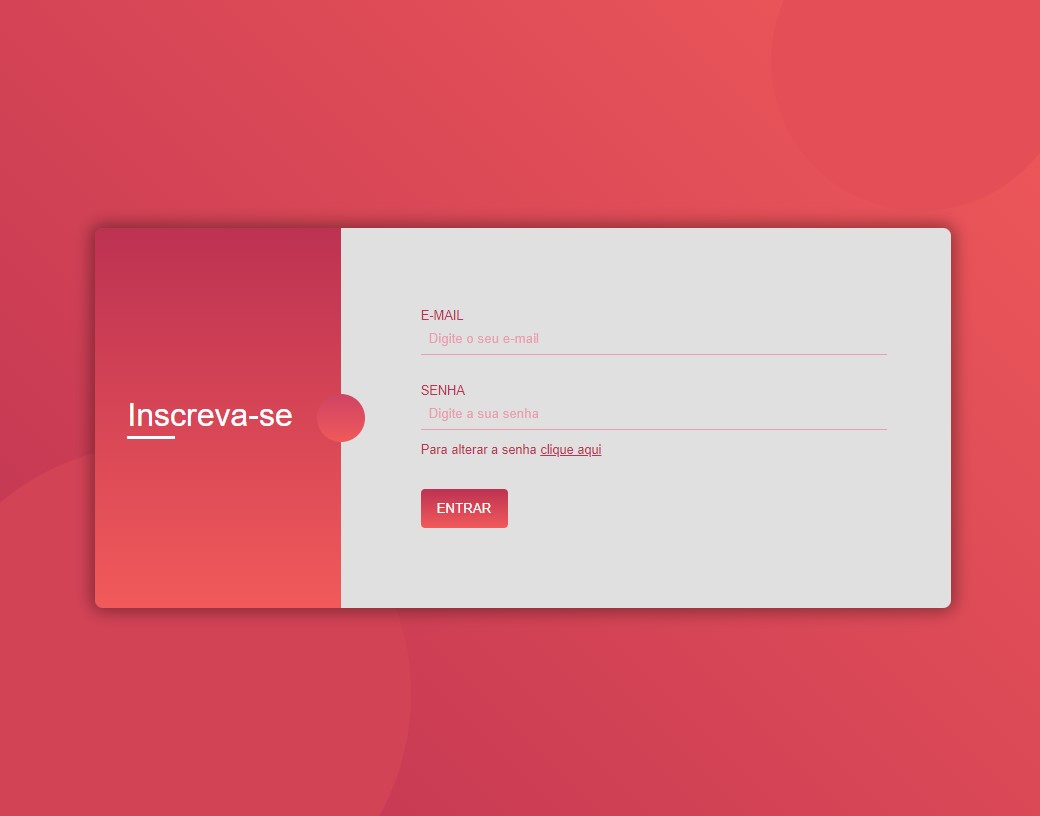 Inscreva-se
E-MAIL
Digite o seu e-mail
SENHA
Digite a sua senha
Para alterar a senha clique aqui
ENTRAR